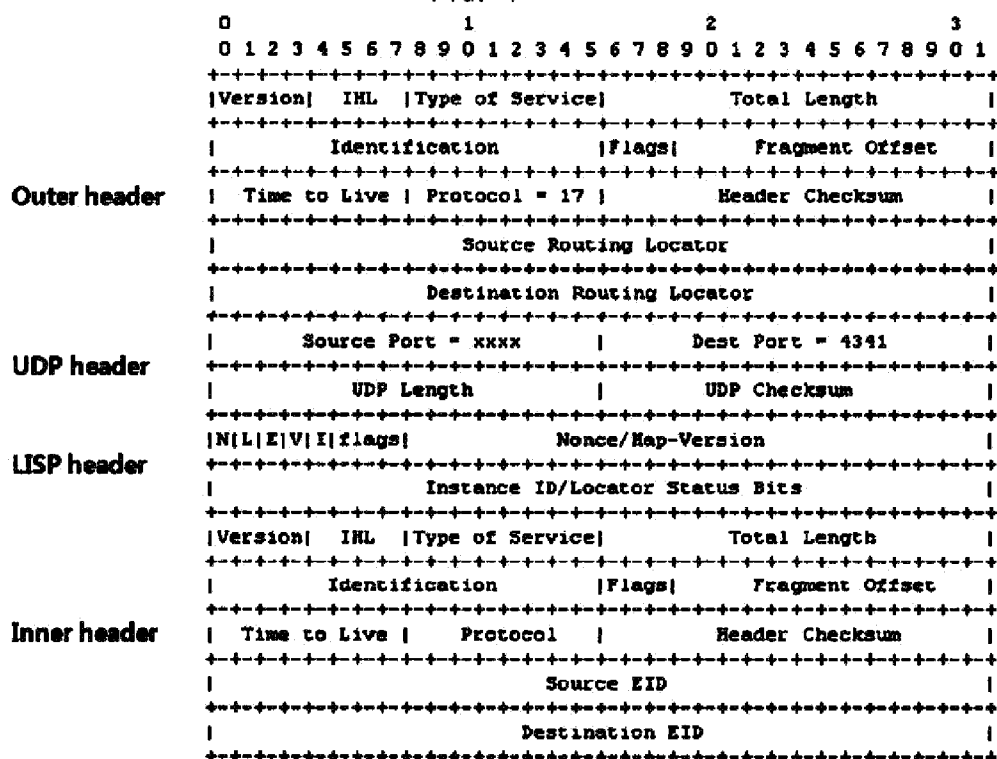 0 1 2 3
0 1 2 3 4 5 6 7 8 9 0 1 2 3 4 5 6 7 8 9 0 1 2 3 4 5 6 7 8 9 0 1
+-+-+-+-+-+-+-+-+-+-+-+-+-+-+-+-+-+-+-+-+-+-+-+-+-+-+-+-+-+-+-+-+
|Version| IHL |Type of Service| Total Length |
+-+-+-+-+-+-+-+-+-+-+-+-+-+-+-+-+-+-+-+-+-+-+-+-+-+-+-+-+-+-+-+-+
| Identification |Flags| Fragment Offset |
+-+-+-+-+-+-+-+-+-+-+-+-+-+-+-+-+-+-+-+-+-+-+-+-+-+-+-+-+-+-+-+-+
Outer header | Time to Live | Protocol = 17 | Header Checksum |
+-+-+-+-+-+-+-+-+-+-+-+-+-+-+-+-+-+-+-+-+-+-+-+-+-+-+-+-+-+-+-+-+
| Source Routing Locator |
+-+-+-+-+-+-+-+-+-+-+-+-+-+-+-+-+-+-+-+-+-+-+-+-+-+-+-+-+-+-+-+-+
| Destination Routing Locator |
+-+-+-+-+-+-+-+-+-+-+-+-+-+-+-+-+-+-+-+-+-+-+-+-+-+-+-+-+-+-+-+-+
| Source Port = xxxx | Dest Port = 4341 |
UDP header +-+-+-+-+-+-+-+-+-+-+-+-+-+-+-+-+-+-+-+-+-+-+-+-+-+-+-+-+-+-+-+-+
| UDP Length | UDP Checksum |
+-+-+-+-+-+-+-+-+-+-+-+-+-+-+-+-+-+-+-+-+-+-+-+-+-+-+-+-+-+-+-+-+
|N|L|E|V|I|flags| Nonce/Map-Version |
LISP header +-+-+-+-+-+-+-+-+-+-+-+-+-+-+-+-+-+-+-+-+-+-+-+-+-+-+-+-+-+-+-+-+
| Instance ID/Locator Status Bits |
+-+-+-+-+-+-+-+-+-+-+-+-+-+-+-+-+-+-+-+-+-+-+-+-+-+-+-+-+-+-+-+-+
|Version| IHL |Type of Service| Total Length |
+-+-+-+-+-+-+-+-+-+-+-+-+-+-+-+-+-+-+-+-+-+-+-+-+-+-+-+-+-+-+-+-+
| Identification |Flags| Fragment Offset |
+-+-+-+-+-+-+-+-+-+-+-+-+-+-+-+-+-+-+-+-+-+-+-+-+-+-+-+-+-+-+-+-+
Inner header | Time to Live | Protocol | Header Checksum |
+-+-+-+-+-+-+-+-+-+-+-+-+-+-+-+-+-+-+-+-+-+-+-+-+-+-+-+-+-+-+-+-+
| Source EID |
+-+-+-+-+-+-+-+-+-+-+-+-+-+-+-+-+-+-+-+-+-+-+-+-+-+-+-+-+-+-+-+-+
| Destination EID |
+-+-+-+-+-+-+-+-+-+-+-+-+-+-+-+-+-+-+-+-+-+-+-+-+-+-+-+-+-+-+-+-+